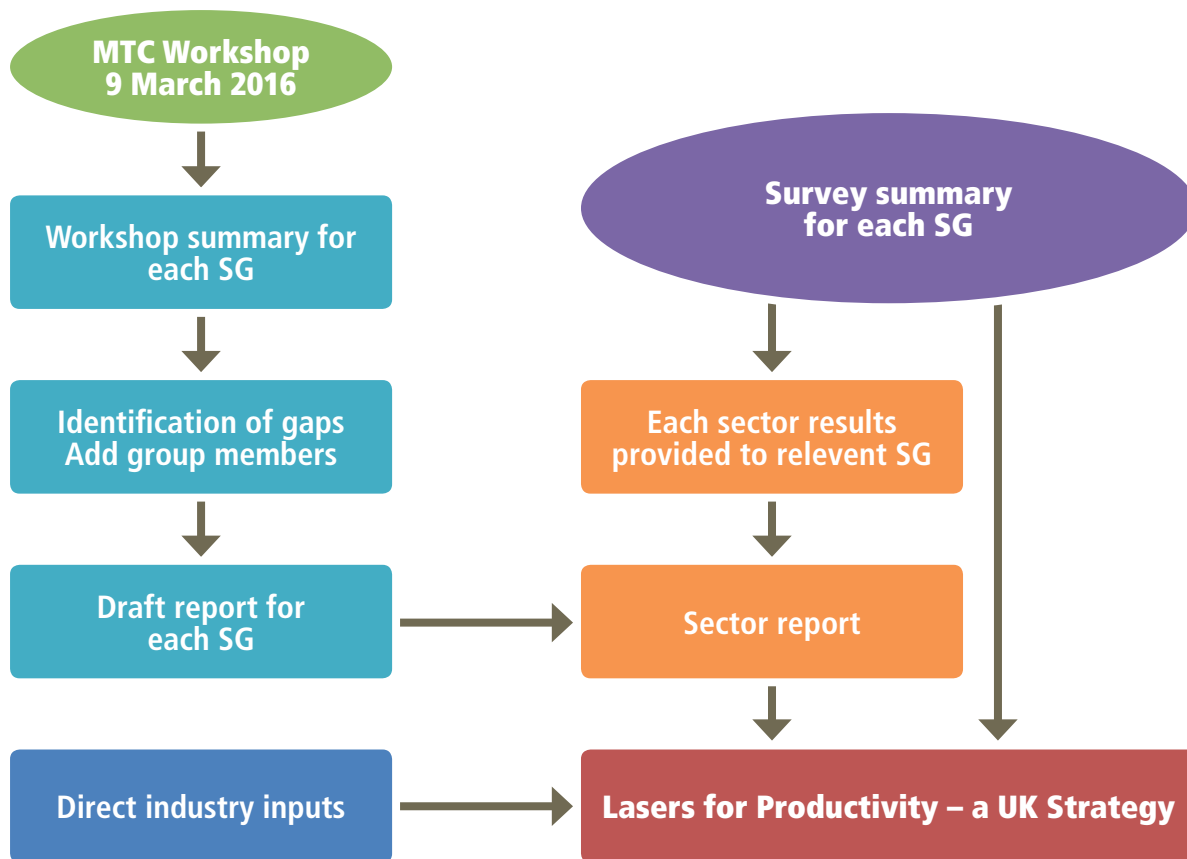 MTC Workshop
9 March 2016
Survey summary
for each SG
Workshop summary for
each SG
Identification of gaps
Add group members
Each sector results
provided to relevent SG
Draft report for
each SG
Sector report
Direct industry inputs
Lasers for Productivity – a UK Strategy